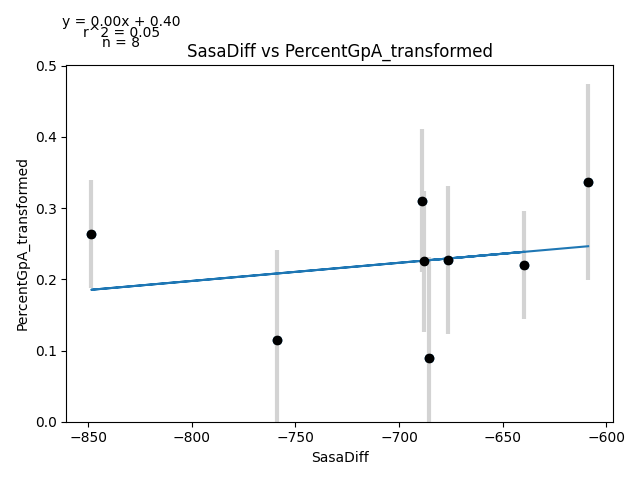 y = 0.00x + 0.40
r^2 = 0.05
n = 8
SasaDiff vs PercentGpA_transformed
PercentGpA_transformed
0.5
0.4
0.3
0.2
0.1
0.0
−850
−800
−750
−700
−650
−600
SasaDiff